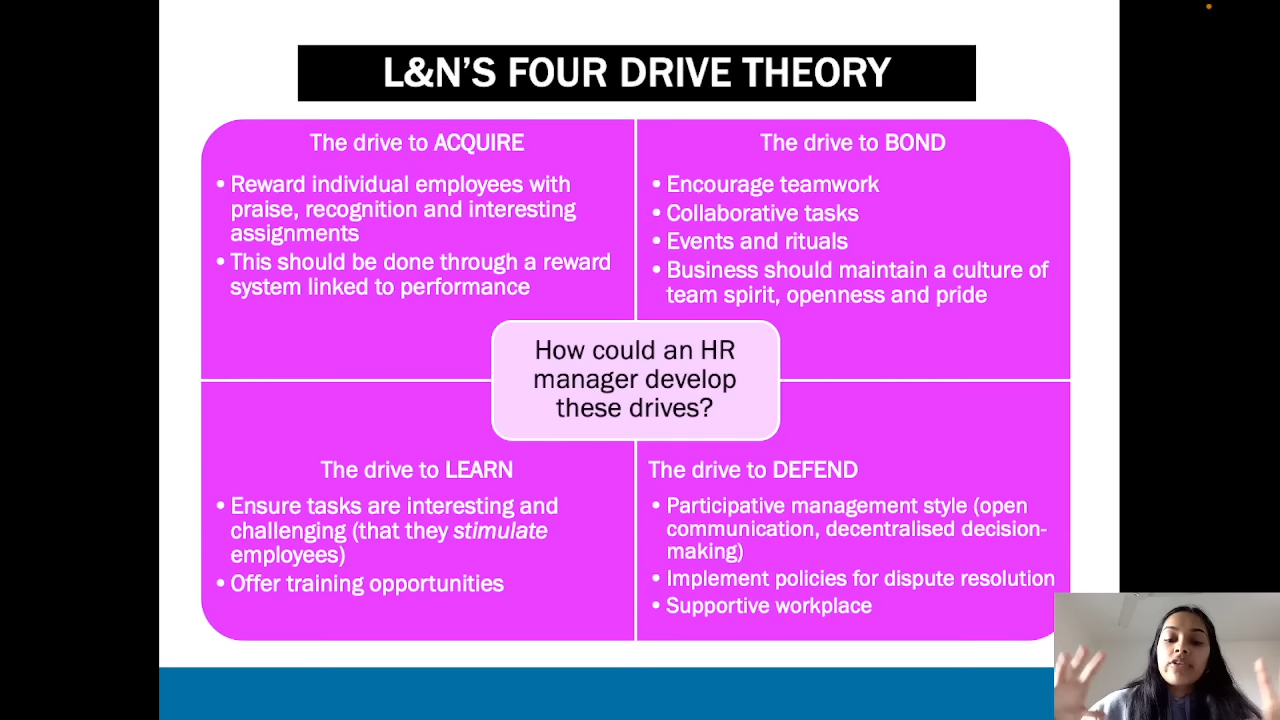 L&N'S FOUR DRIVE THEORY
The drive to ACQUIRE
• Reward individual employees with
praise, recognition and interesting
assignments
• This should be done through a reward
system linked to performance
The drive to BOND
• Encourage teamwork
• Collaborative tasks
• Events and rituals
• Business should maintain a culture of
team spirit, openness and pride
How could an HR
manager develop
these drives?
The drive to LEARN
• Ensure tasks are interesting and
challenging (that they stimulate
employees)
• Offer training opportunities
The drive to DEFEND
• Participative management style (open
communication, decentralised decision-
making)
• Implement policies for dispute resolution
• Supportive workplace